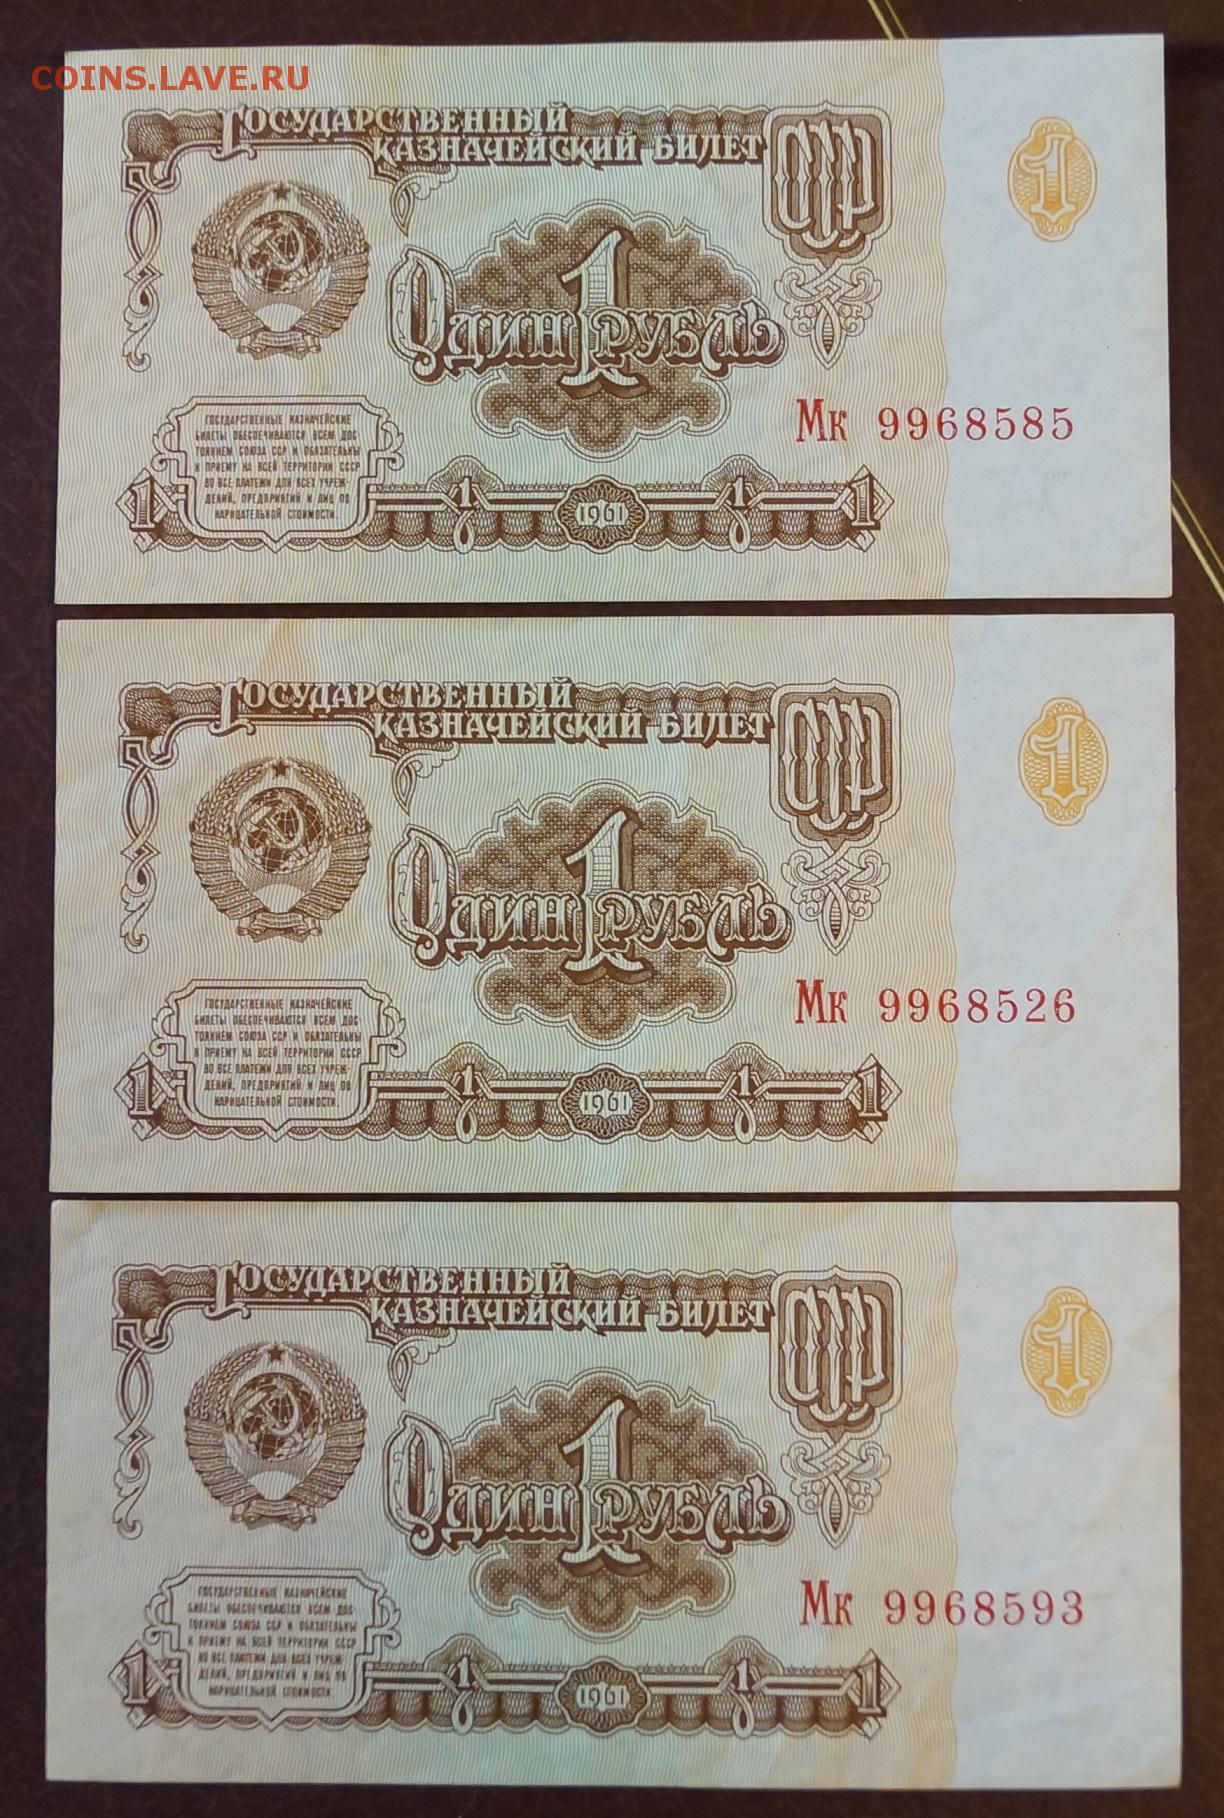 COINS.LAVE.RU
ГОСУДАРСТВЕННЫЙ
КАЗНАЧЕЙСКИЙ БИЛЕТ
СССР
1
1
ОДИН РУБЛЬ
Мк 9968585
ГОСУДАРСТВЕННЫЕ КАЗНАЧЕЙСКИЕ
БИЛЕТЫ ОБЕСПЕЧИВАЮТСЯ ВСЕМ ДОС-
ТОЯНИЕМ СОЮЗА ССР И ОБЯЗАТЕЛЬНЫ
К ПРИЕМУ НА ВСЕЙ ТЕРРИТОРИИ СССР
ВО ВСЕ ПЛАТЕЖИ ДЛЯ ВСЕХ УЧРЕЖ-
ДЕНИЙ, ПРЕДПРИЯТИЙ И ЛИЦ ПО
НАРИЦАТЕЛЬНОЙ СТОИМОСТИ.
1 1 1961 1 1
ГОСУДАРСТВЕННЫЙ
КАЗНАЧЕЙСКИЙ БИЛЕТ
СССР
1
1
ОДИН РУБЛЬ
Мк 9968526
ГОСУДАРСТВЕННЫЕ КАЗНАЧЕЙСКИЕ
БИЛЕТЫ ОБЕСПЕЧИВАЮТСЯ ВСЕМ ДОС-
ТОЯНИЕМ СОЮЗА ССР И ОБЯЗАТЕЛЬНЫ
К ПРИЕМУ НА ВСЕЙ ТЕРРИТОРИИ СССР
ВО ВСЕ ПЛАТЕЖИ ДЛЯ ВСЕХ УЧРЕЖ-
ДЕНИЙ, ПРЕДПРИЯТИЙ И ЛИЦ ПО
НАРИЦАТЕЛЬНОЙ СТОИМОСТИ.
1 1 1961 1 1
ГОСУДАРСТВЕННЫЙ
КАЗНАЧЕЙСКИЙ БИЛЕТ
СССР
1
1
ОДИН РУБЛЬ
Мк 9968593
ГОСУДАРСТВЕННЫЕ КАЗНАЧЕЙСКИЕ
БИЛЕТЫ ОБЕСПЕЧИВАЮТСЯ ВСЕМ ДОС-
ТОЯНИЕМ СОЮЗА ССР И ОБЯЗАТЕЛЬНЫ
К ПРИЕМУ НА ВСЕЙ ТЕРРИТОРИИ СССР
ВО ВСЕ ПЛАТЕЖИ ДЛЯ ВСЕХ УЧРЕЖ-
ДЕНИЙ, ПРЕДПРИЯТИЙ И ЛИЦ ПО
НАРИЦАТЕЛЬНОЙ СТОИМОСТИ
1 1 1961 1 1